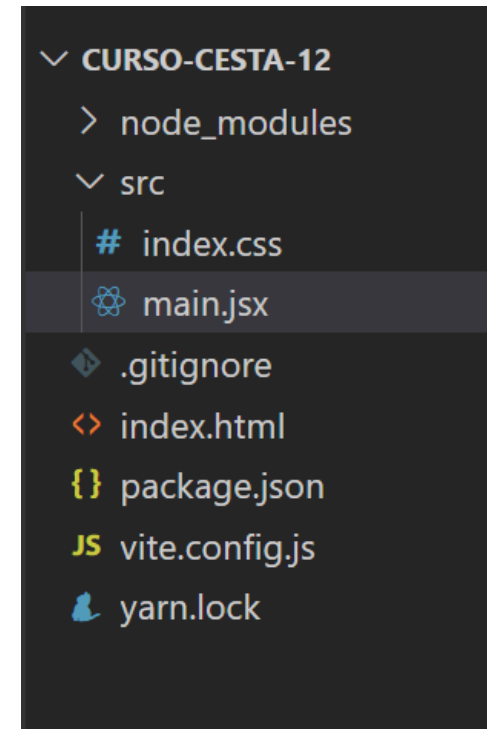 CURSO-CESTA-12
node_modules
src
# index.css
main.jsx
.gitignore
<> index.html
{} package.json
JS vite.config.js
yarn.lock